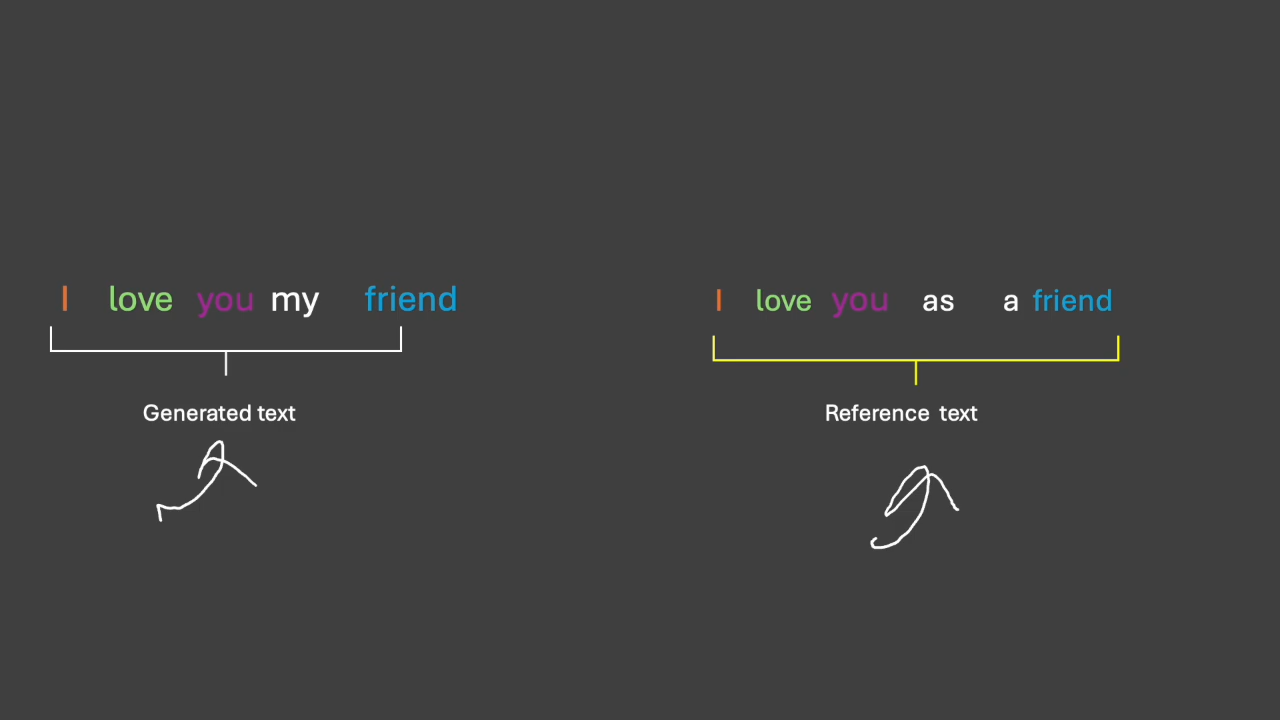 I love you my friend
Generated text
I love you as a friend
Reference text